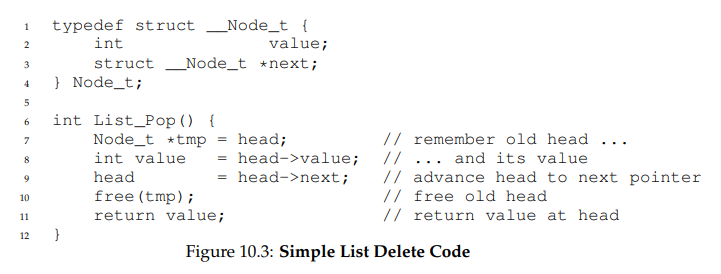 1 typedef struct __Node_t {
2 int value;
3 struct __Node_t *next;
4 } Node_t;
5
6 int List_Pop() {
7 Node_t *tmp = head; // remember old head ...
8 int value = head->value; // ... and its value
9 head = head->next; // advance head to next pointer
10 free(tmp); // free old head
11 return value; // return value at head
12 }
Figure 10.3: Simple List Delete Code